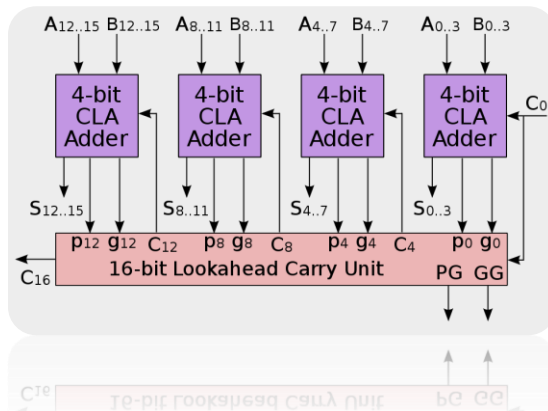 A12..15 B12..15 A8..11 B8..11 A4..7 B4..7 A0..3 B0..3
4-bit CLA Adder 4-bit CLA Adder 4-bit CLA Adder 4-bit CLA Adder C0
S12..15 S8..11 S4..7 S0..3
p12 g12 C12 p8 g8 C8 p4 g4 C4 p0 g0
16-bit Lookahead Carry Unit PG GG
C16